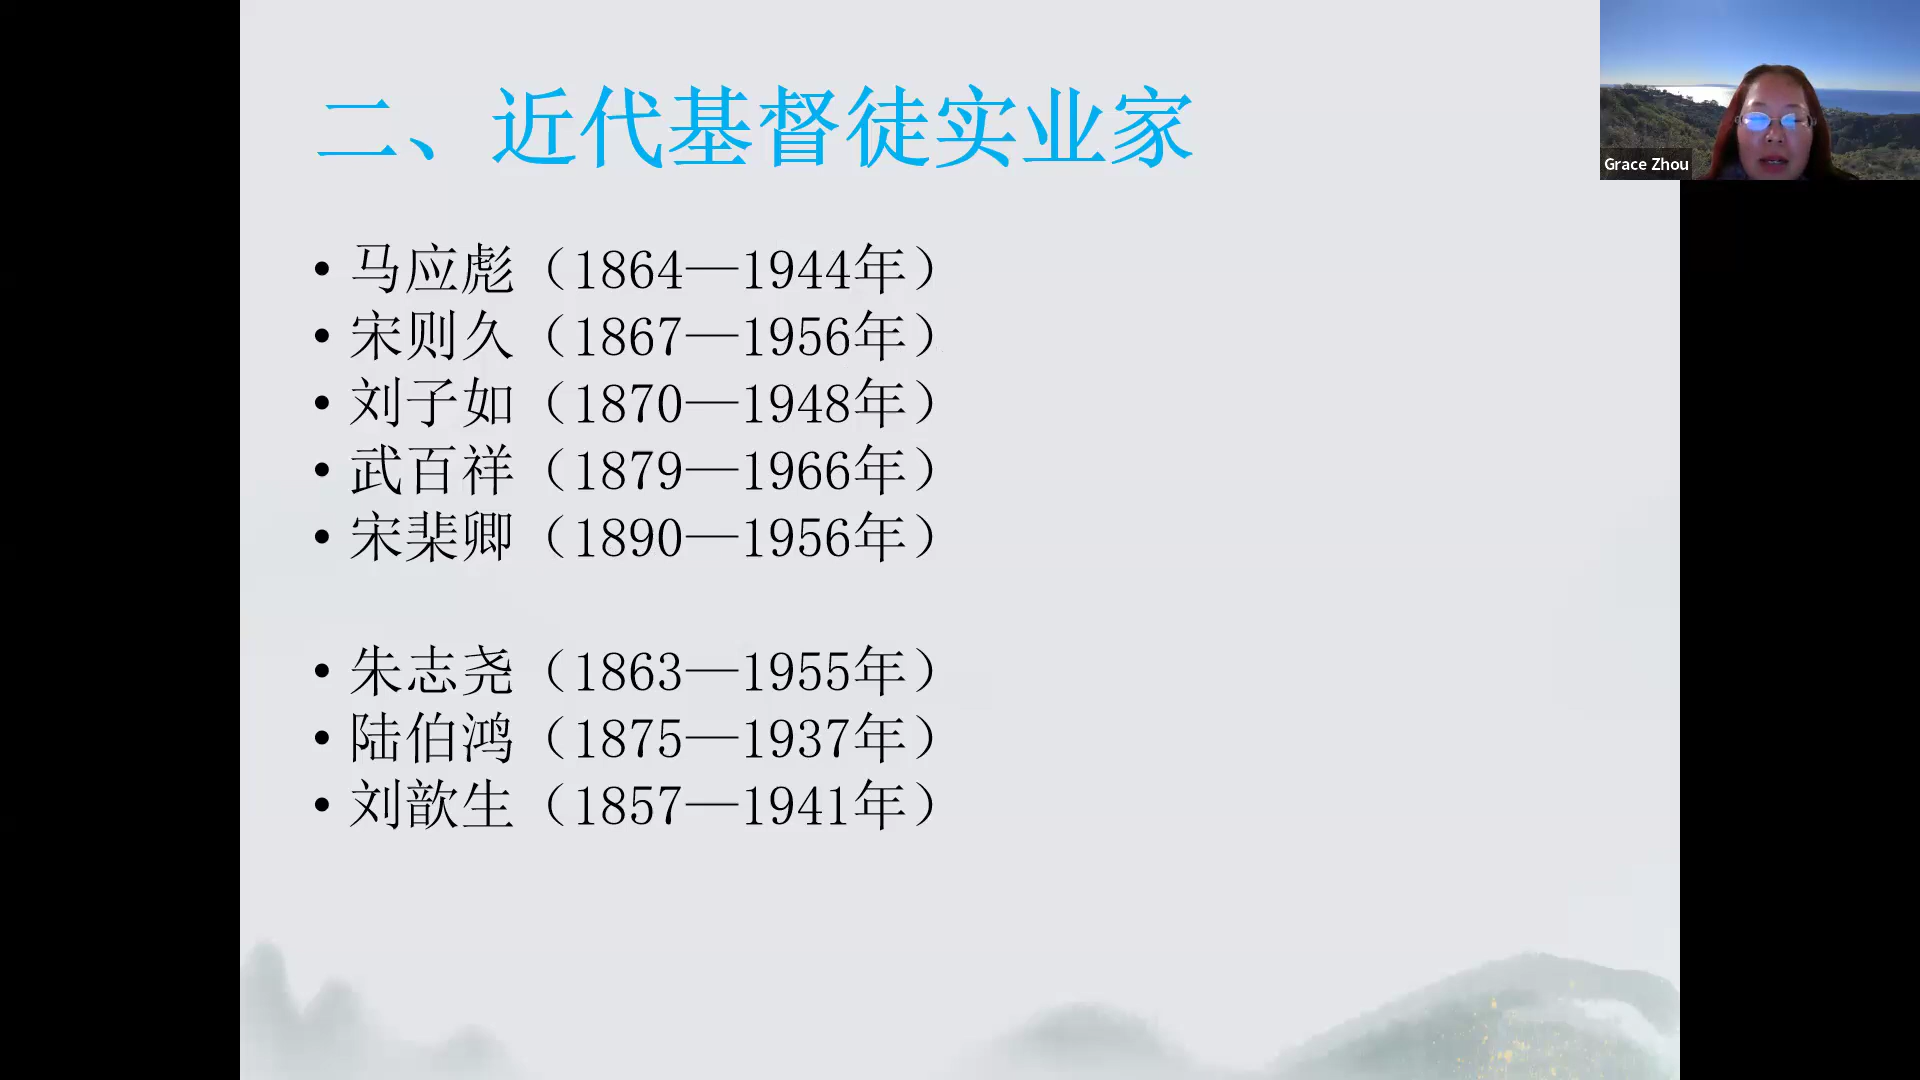 二、近代基督徒实业家
• 马应彪（1864—1944年）
• 宋则久（1867—1956年）
• 刘子如（1870—1948年）
• 武百祥（1879—1966年）
• 宋棐卿（1890—1956年）
• 朱志尧（1863—1955年）
• 陆伯鸿（1875—1937年）
• 刘歆生（1857—1941年）
Grace Zhou